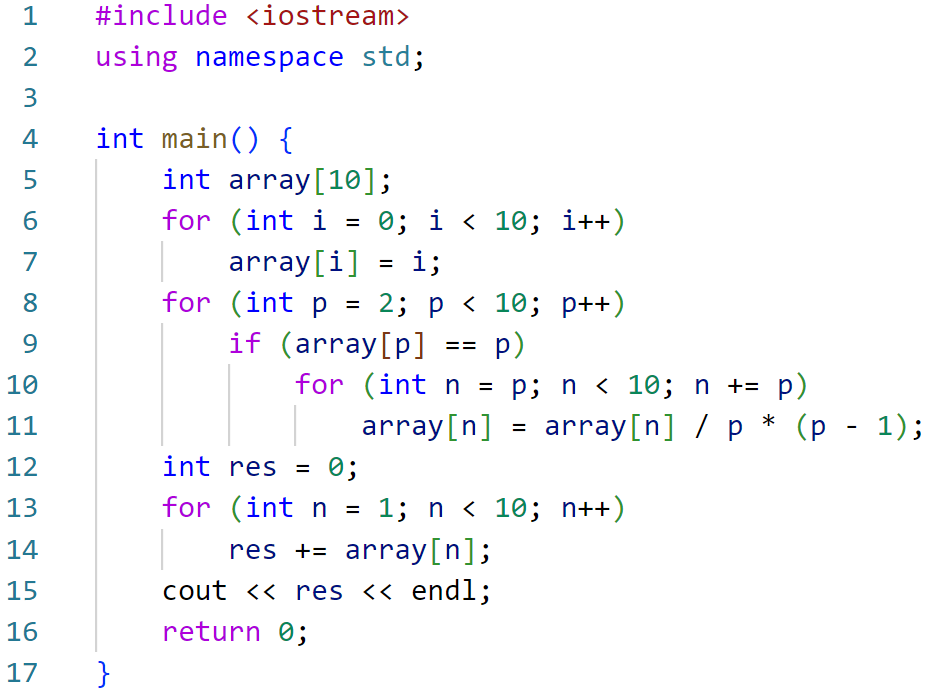 1 #include <iostream>
2 using namespace std;
3
4 int main() {
5     int array[10];
6     for (int i = 0; i < 10; i++)
7         array[i] = i;
8     for (int p = 2; p < 10; p++)
9         if (array[p] == p)
10             for (int n = p; n < 10; n += p)
11                 array[n] = array[n] / p * (p - 1);
12     int res = 0;
13     for (int n = 1; n < 10; n++)
14         res += array[n];
15     cout << res << endl;
16     return 0;
17 }